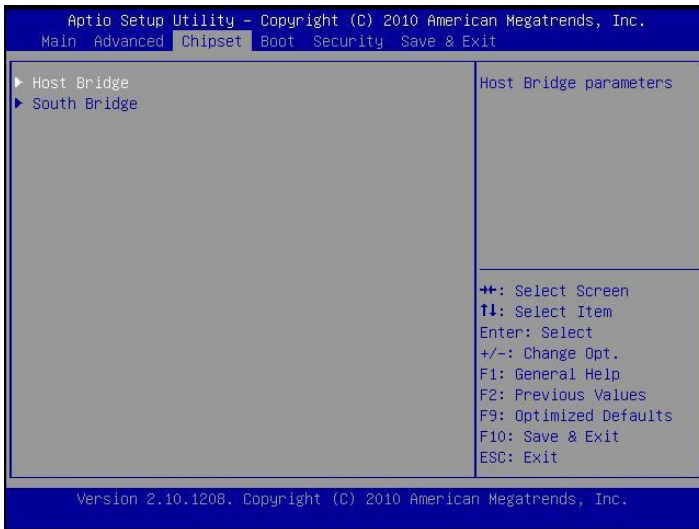 Aptio Setup Utility – Copyright (C) 2010 American Megatrends, Inc.
Main Advanced Chipset Boot Security Save & Exit
▶ Host Bridge
▶ South Bridge
Host Bridge parameters
→←: Select Screen
↑↓: Select Item
Enter: Select
+/-: Change Opt.
F1: General Help
F2: Previous Values
F9: Optimized Defaults
F10: Save & Exit
ESC: Exit
Version 2.10.1208. Copyright (C) 2010 American Megatrends, Inc.